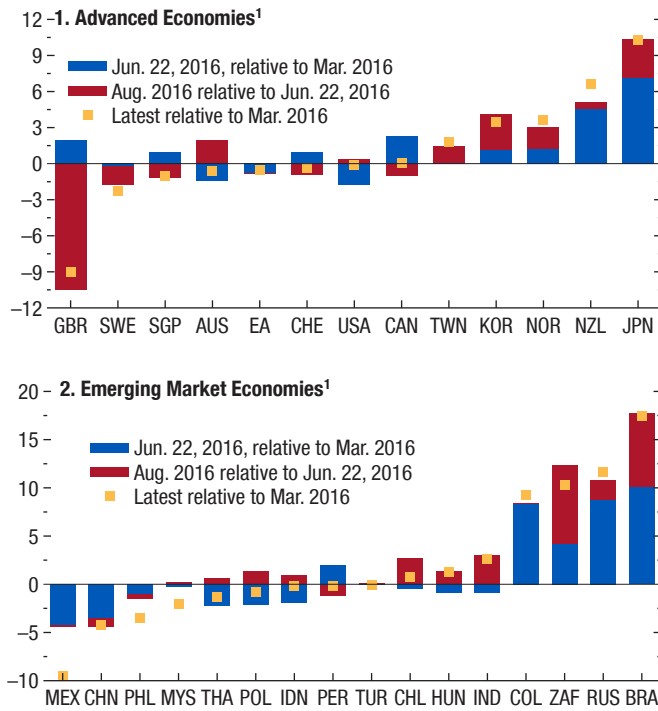 1. Advanced Economies¹
Jun. 22, 2016, relative to Mar. 2016
Aug. 2016 relative to Jun. 22, 2016
Latest relative to Mar. 2016
12
9
6
3
0
–3
–6
–9
–12
GBR SWE SGP AUS EA CHE USA CAN TWN KOR NOR NZL JPN
2. Emerging Market Economies¹
Jun. 22, 2016, relative to Mar. 2016
Aug. 2016 relative to Jun. 22, 2016
Latest relative to Mar. 2016
20
15
10
5
0
–5
–10
MEX CHN PHL MYS THA POL IDN PER TUR CHL HUN IND COL ZAF RUS BRA